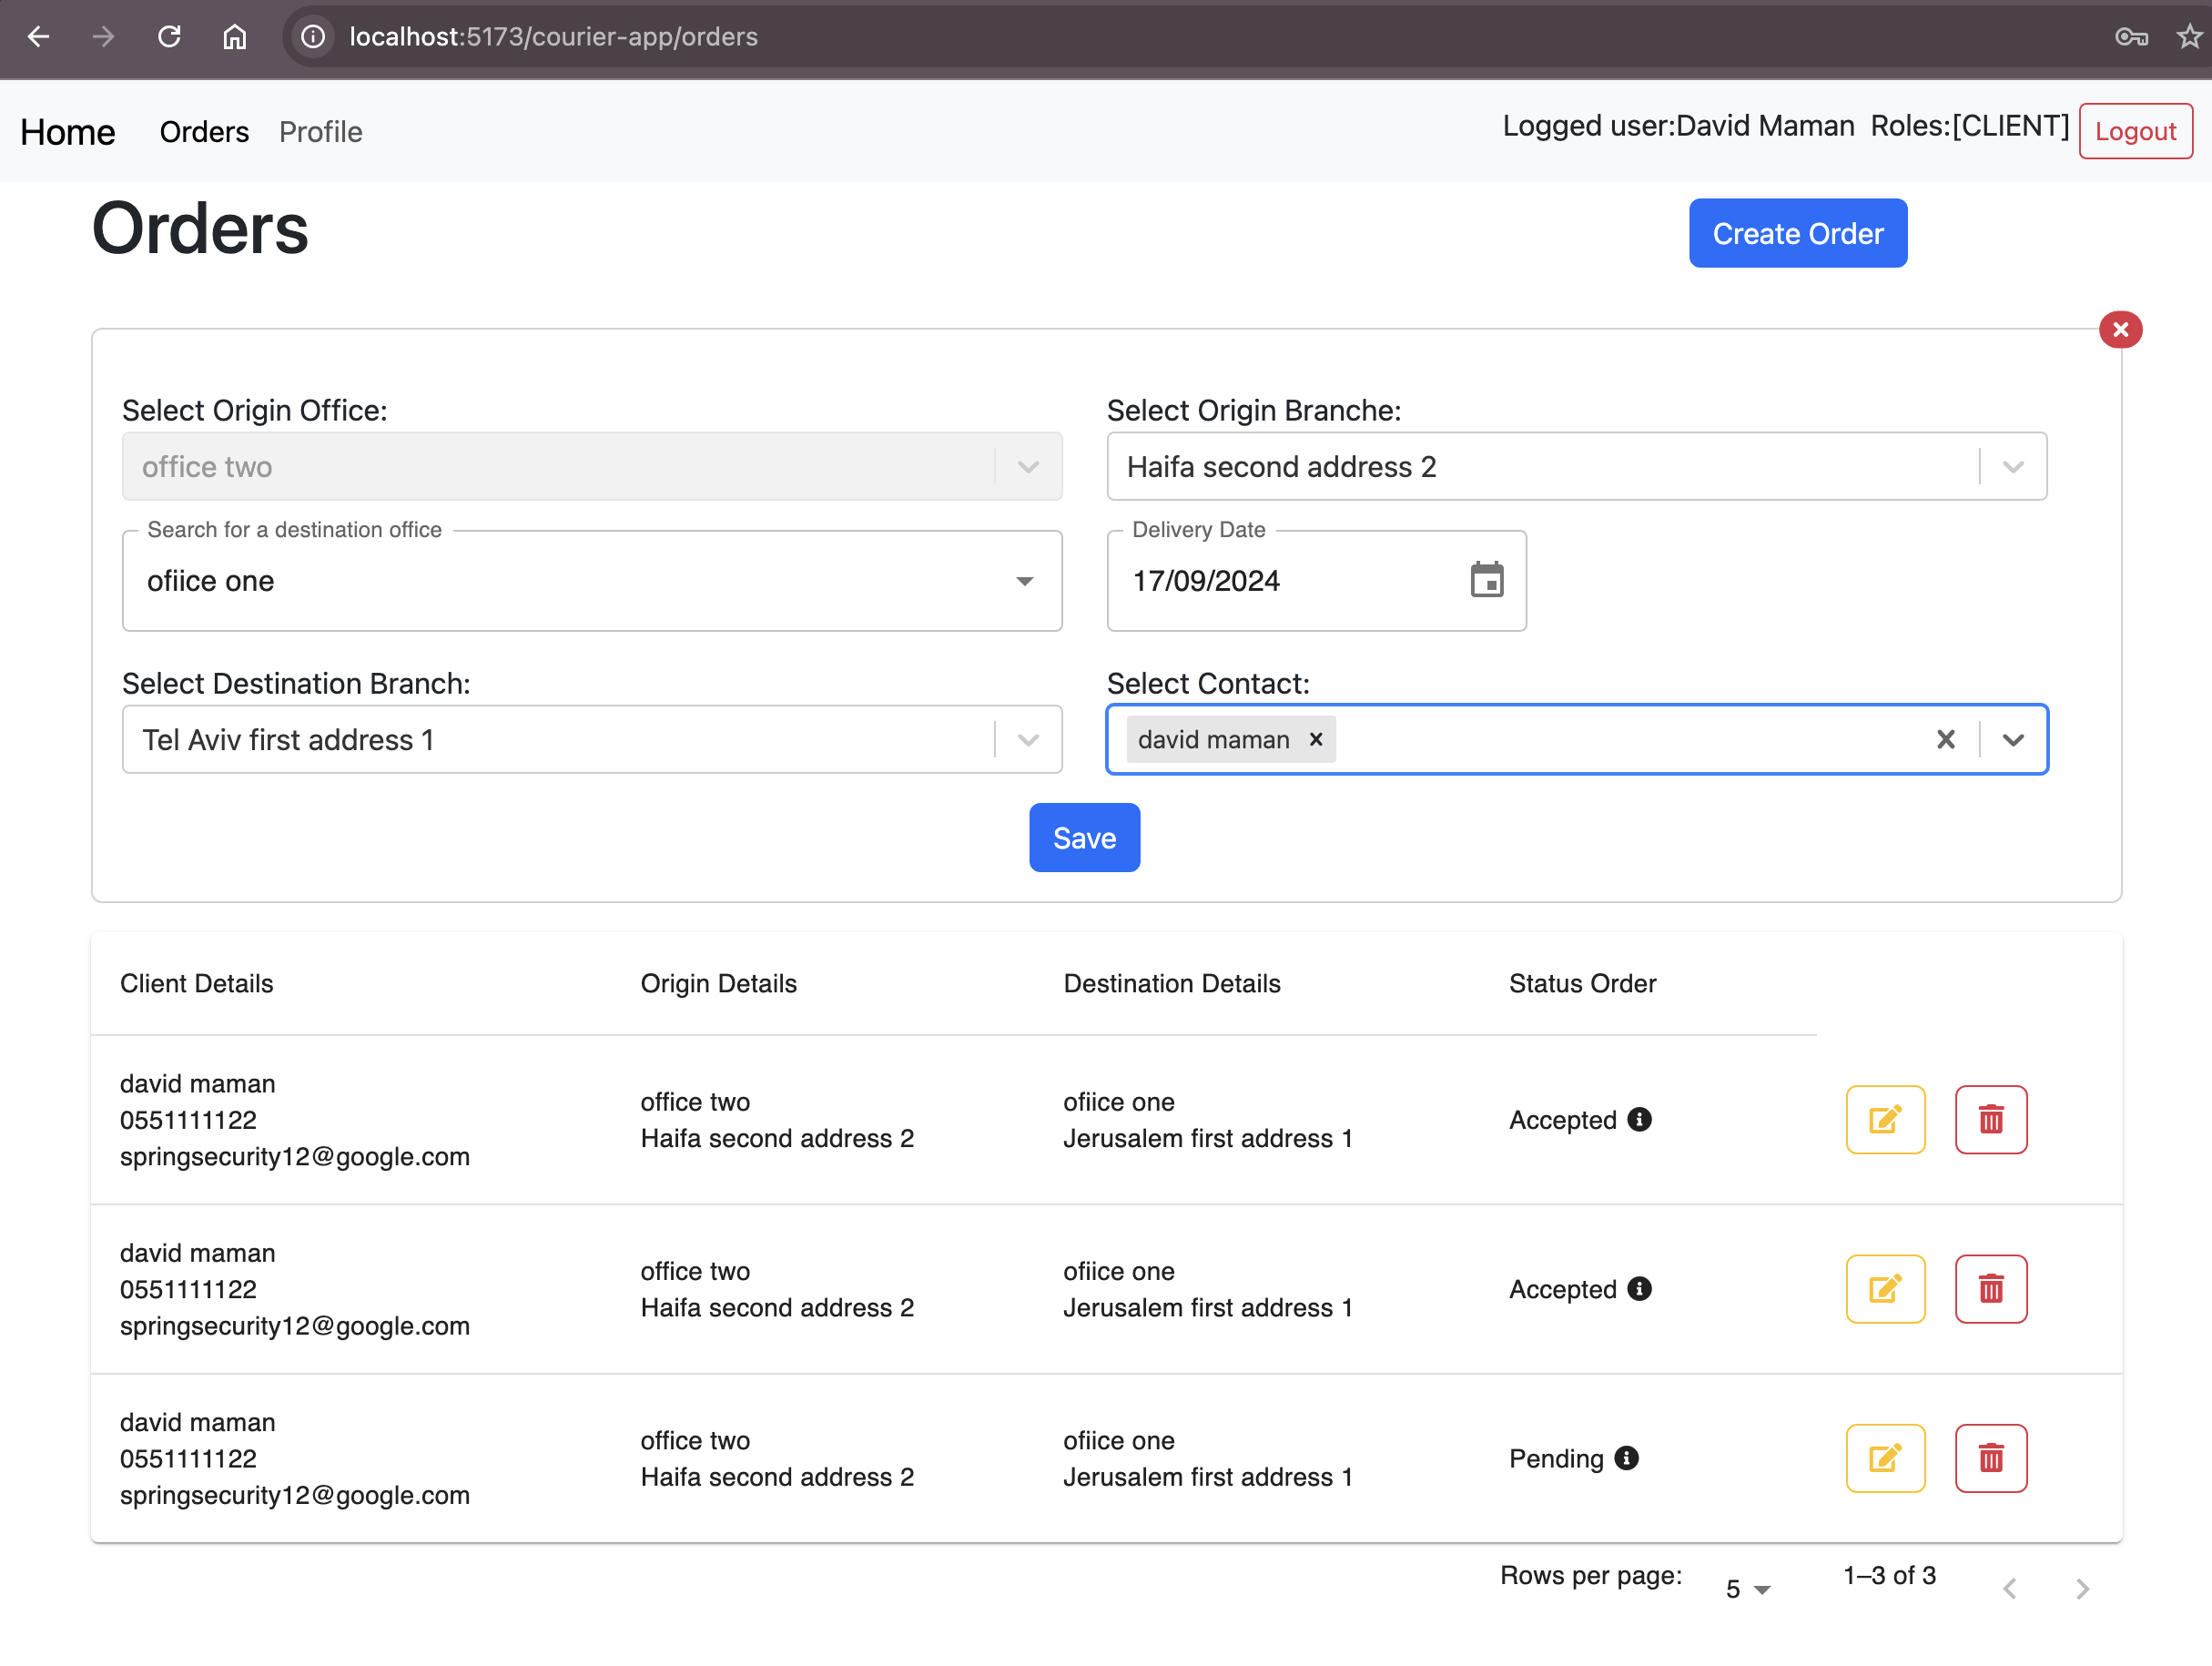 localhost:5173/courier-app/orders
Home Orders Profile Logged user:David Maman Roles:[CLIENT] Logout
Orders Create Order
Select Origin Office: Select Origin Branche:
office two Haifa second address 2
Search for a destination office Delivery Date
ofiice one 17/09/2024
Select Destination Branch: Select Contact:
Tel Aviv first address 1 david maman
Save
Client Details Origin Details Destination Details Status Order
david maman
0551111122
springsecurity12@google.com
office two
Haifa second address 2
ofiice one
Jerusalem first address 1
Accepted
david maman
0551111122
springsecurity12@google.com
office two
Haifa second address 2
ofiice one
Jerusalem first address 1
Accepted
david maman
0551111122
springsecurity12@google.com
office two
Haifa second address 2
ofiice one
Jerusalem first address 1
Pending
Rows per page: 5 1–3 of 3